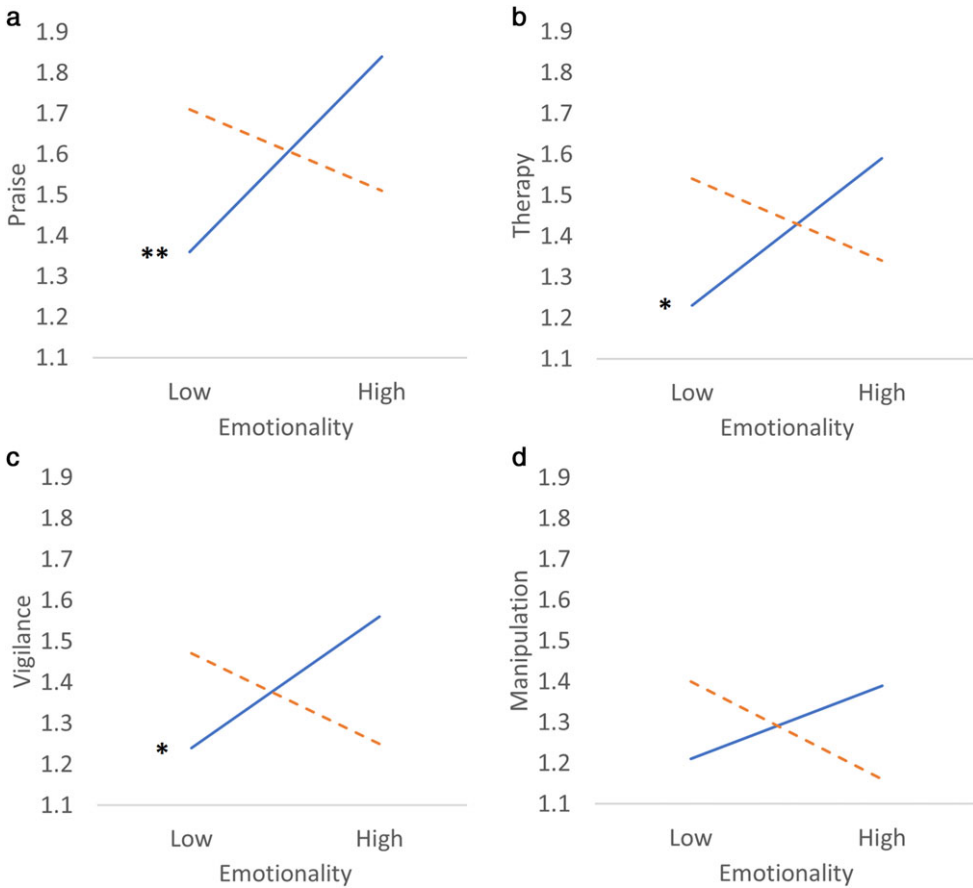 a
1.9
1.8
1.7
1.6
1.5
1.4
1.3
1.2
1.1
Praise
**
Low High
Emotionality
b
1.9
1.8
1.7
1.6
1.5
1.4
1.3
1.2
1.1
Therapy
*
Low High
Emotionality
c
1.9
1.8
1.7
1.6
1.5
1.4
1.3
1.2
1.1
Vigilance
*
Low High
Emotionality
d
1.9
1.8
1.7
1.6
1.5
1.4
1.3
1.2
1.1
Manipulation
Low High
Emotionality